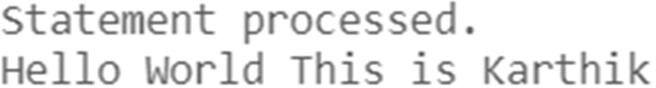 Statement processed.
Hello World This is Karthik